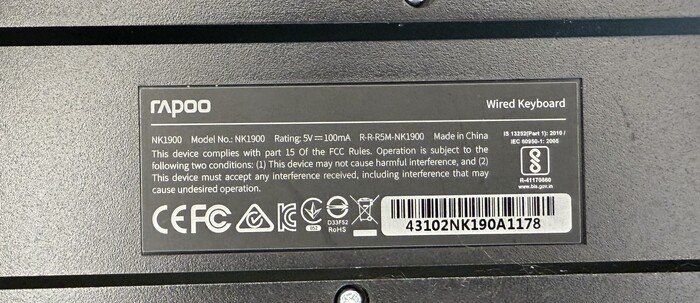 rapoo
Wired Keyboard
NK1900 Model No.: NK1900 Rating: 5V⎓100mA R-R-R5M-NK1900 Made in China
This device complies with part 15 Of the FCC Rules. Operation is subject to the
following two conditions: (1) This device may not cause harmful interference, and (2)
This device must accept any interference received, including interference that may
cause undesired operation.
IS 13252(Part 1): 2010 /
IEC 60950-1: 2005
R-41170860
www.bis.gov.in
CE FC
D33F52
RoHS
43102NK190A1178